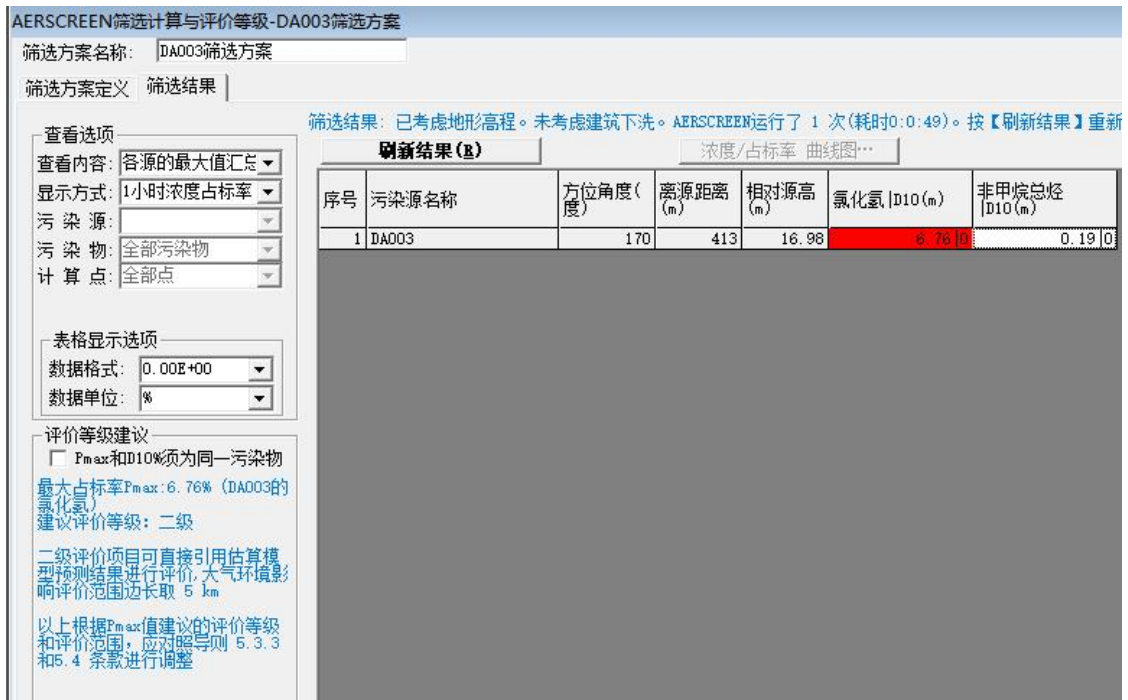 AERSCREEN筛选计算与评价等级-DA003筛选方案
筛选方案名称: DA003筛选方案
筛选方案定义 筛选结果
筛选结果: 已考虑地形高程。未考虑建筑下洗。AERSCREEN运行了 1 次(耗时0:0:49)。按【刷新结果】重新
刷新结果(R) 浓度/占标率 曲线图…
查看选项
查看内容: 各源的最大值汇总
显示方式: 1小时浓度占标率
污 染 源:
污 染 物: 全部污染物
计 算 点: 全部点
序号 污染源名称 方位角度(度) 离源距离(m) 相对源高(m) 氯化氢|D10(m) 非甲烷总烃|D10(m)
1 DA003 170 413 16.98 6.76|0 0.19|0
表格显示选项
数据格式: 0.00E+00
数据单位: %
评价等级建议
Pmax和D10%须为同一污染物
最大占标率Pmax:6.76% (DA003的
氯化氢)
建议评价等级: 二级
二级评价项目可直接引用估算模
型预测结果进行评价,大气环境影
响评价范围边长取 5 km
以上根据Pmax值建议的评价等级
和评价范围，应对照导则 5.3.3
和5.4 条款进行调整